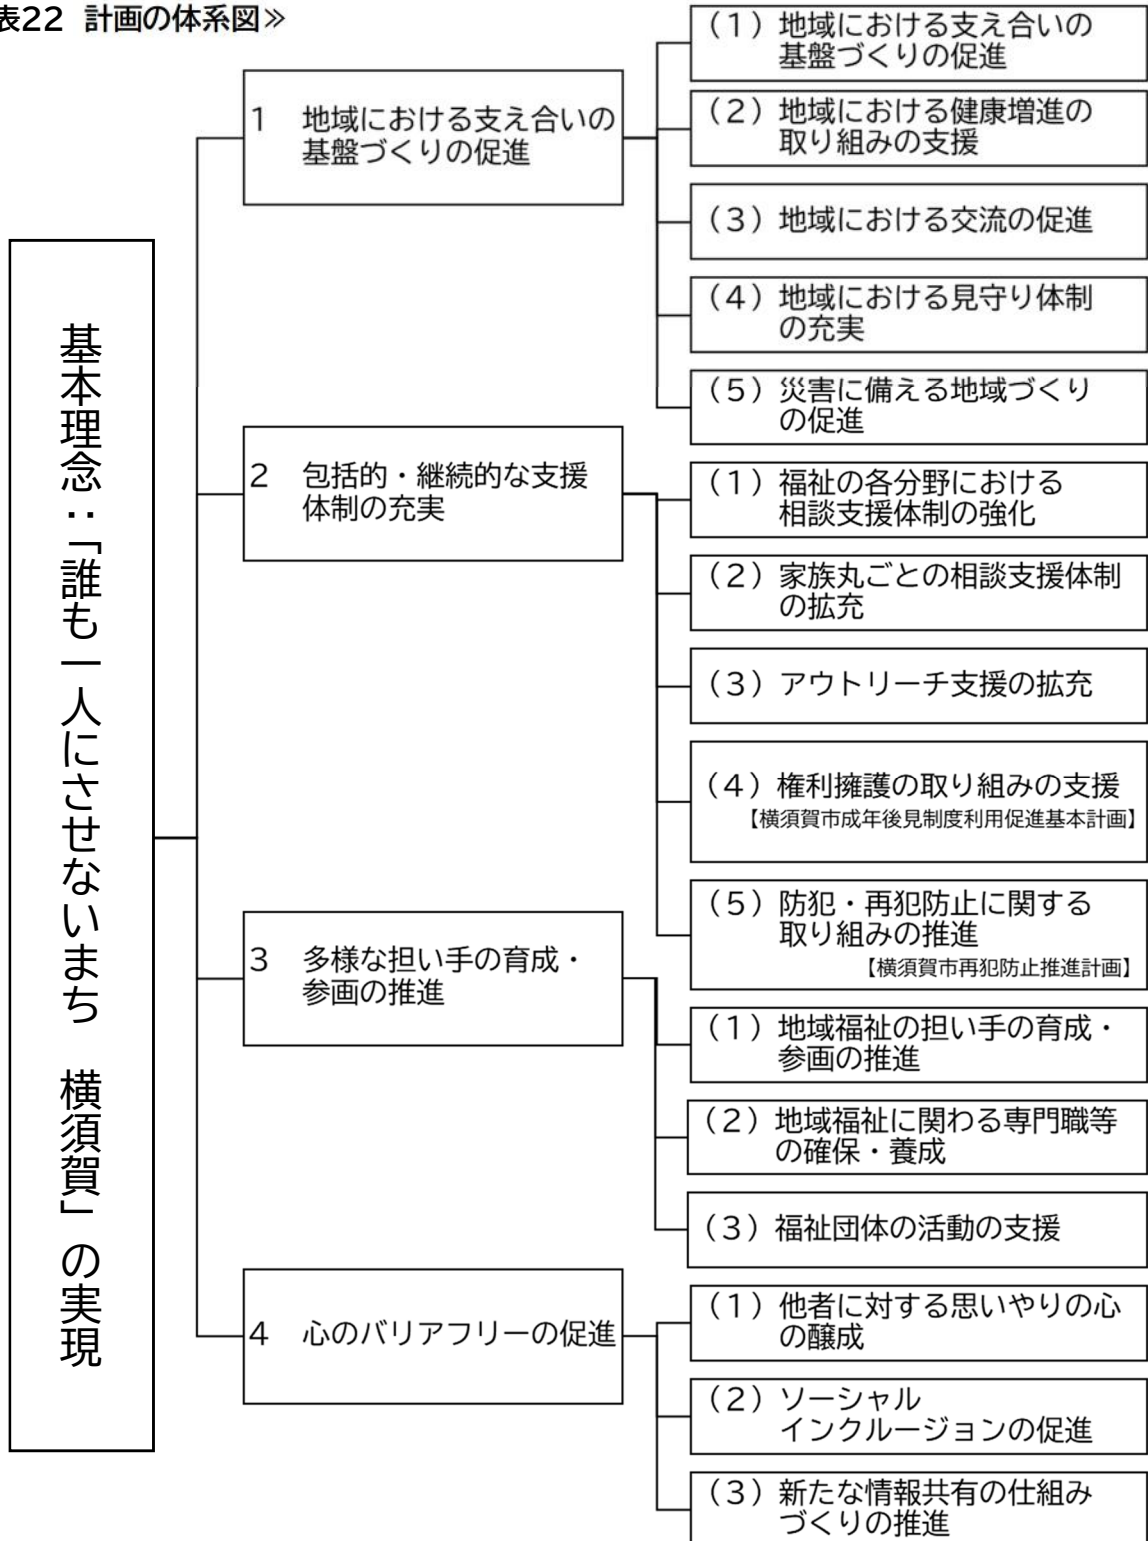 表22 計画の体系図≫
基本理念：「誰も一人にさせないまち　横須賀」の実現
1　地域における支え合いの
基盤づくりの促進
（1）地域における支え合いの
基盤づくりの促進
（2）地域における健康増進の
取り組みの支援
（3）地域における交流の促進
（4）地域における見守り体制
の充実
（5）災害に備える地域づくり
の促進
2　包括的・継続的な支援
体制の充実
（1）福祉の各分野における
相談支援体制の強化
（2）家族丸ごとの相談支援体制
の拡充
（3）アウトリーチ支援の拡充
（4）権利擁護の取り組みの支援
【横須賀市成年後見制度利用促進基本計画】
（5）防犯・再犯防止に関する
取り組みの推進
【横須賀市再犯防止推進計画】
3　多様な担い手の育成・
参画の推進
（1）地域福祉の担い手の育成・
参画の推進
（2）地域福祉に関わる専門職等
の確保・養成
（3）福祉団体の活動の支援
4　心のバリアフリーの促進
（1）他者に対する思いやりの心
の醸成
（2）ソーシャル
インクルージョンの促進
（3）新たな情報共有の仕組み
づくりの推進